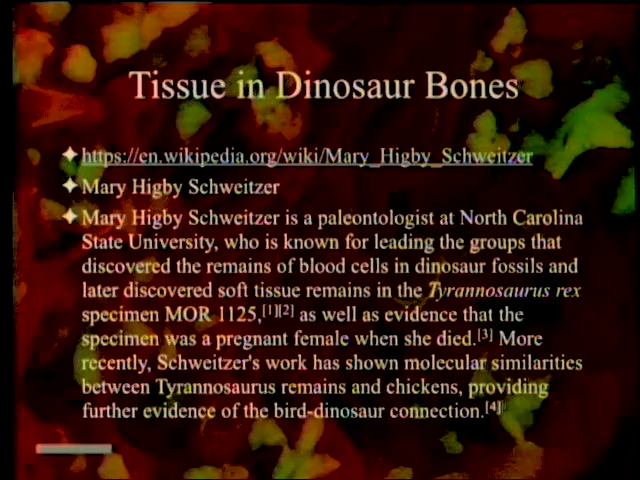 Tissue in Dinosaur Bones
https://en.wikipedia.org/wiki/Mary_Higby_Schweitzer
Mary Higby Schweitzer
Mary Higby Schweitzer is a paleontologist at North Carolina
State University, who is known for leading the groups that
discovered the remains of blood cells in dinosaur fossils and
later discovered soft tissue remains in the Tyrannosaurus rex
specimen MOR 1125,[1][2] as well as evidence that the
specimen was a pregnant female when she died.[3] More
recently, Schweitzer's work has shown molecular similarities
between Tyrannosaurus remains and chickens, providing
further evidence of the bird-dinosaur connection.[4]